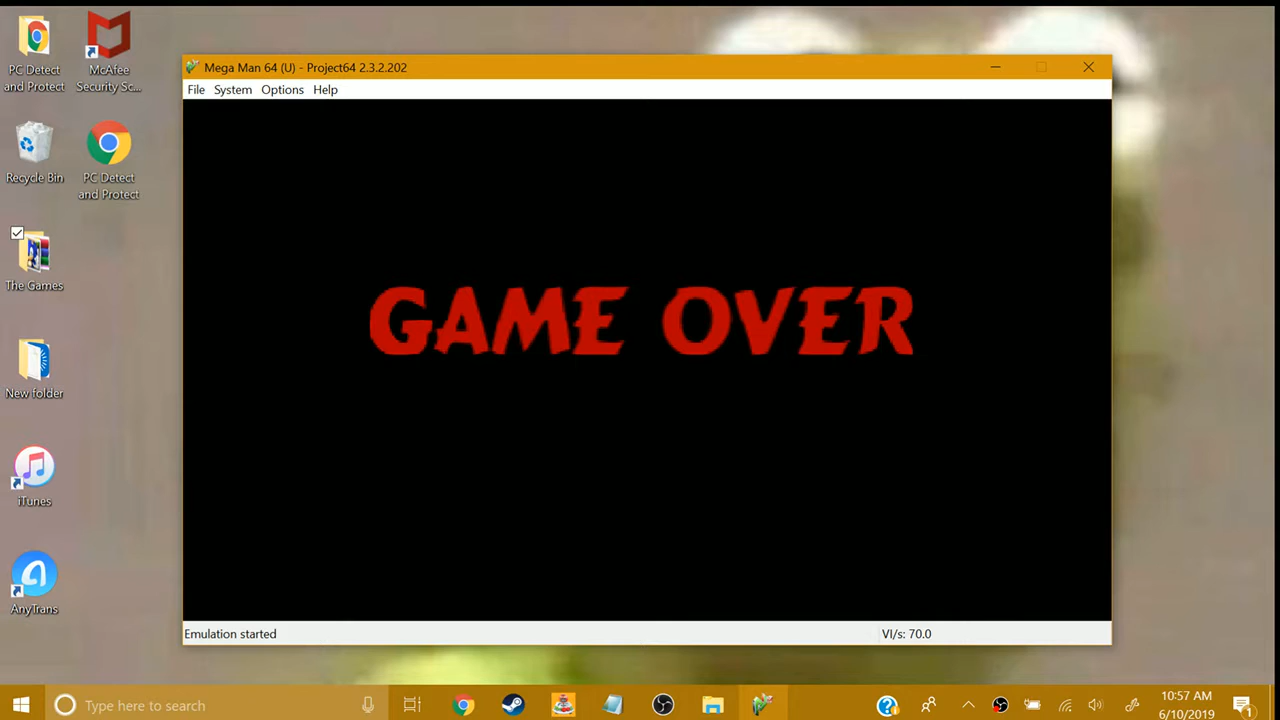 PC Detect
and Protect
McAfee
Security Sc...
Recycle Bin
PC Detect
and Protect
The Games
New folder
iTunes
AnyTrans
Mega Man 64 (U) - Project64 2.3.2.202
File System Options Help
GAME OVER
Emulation started
VI/s: 70.0
Type here to search
10:57 AM
6/10/2019
1